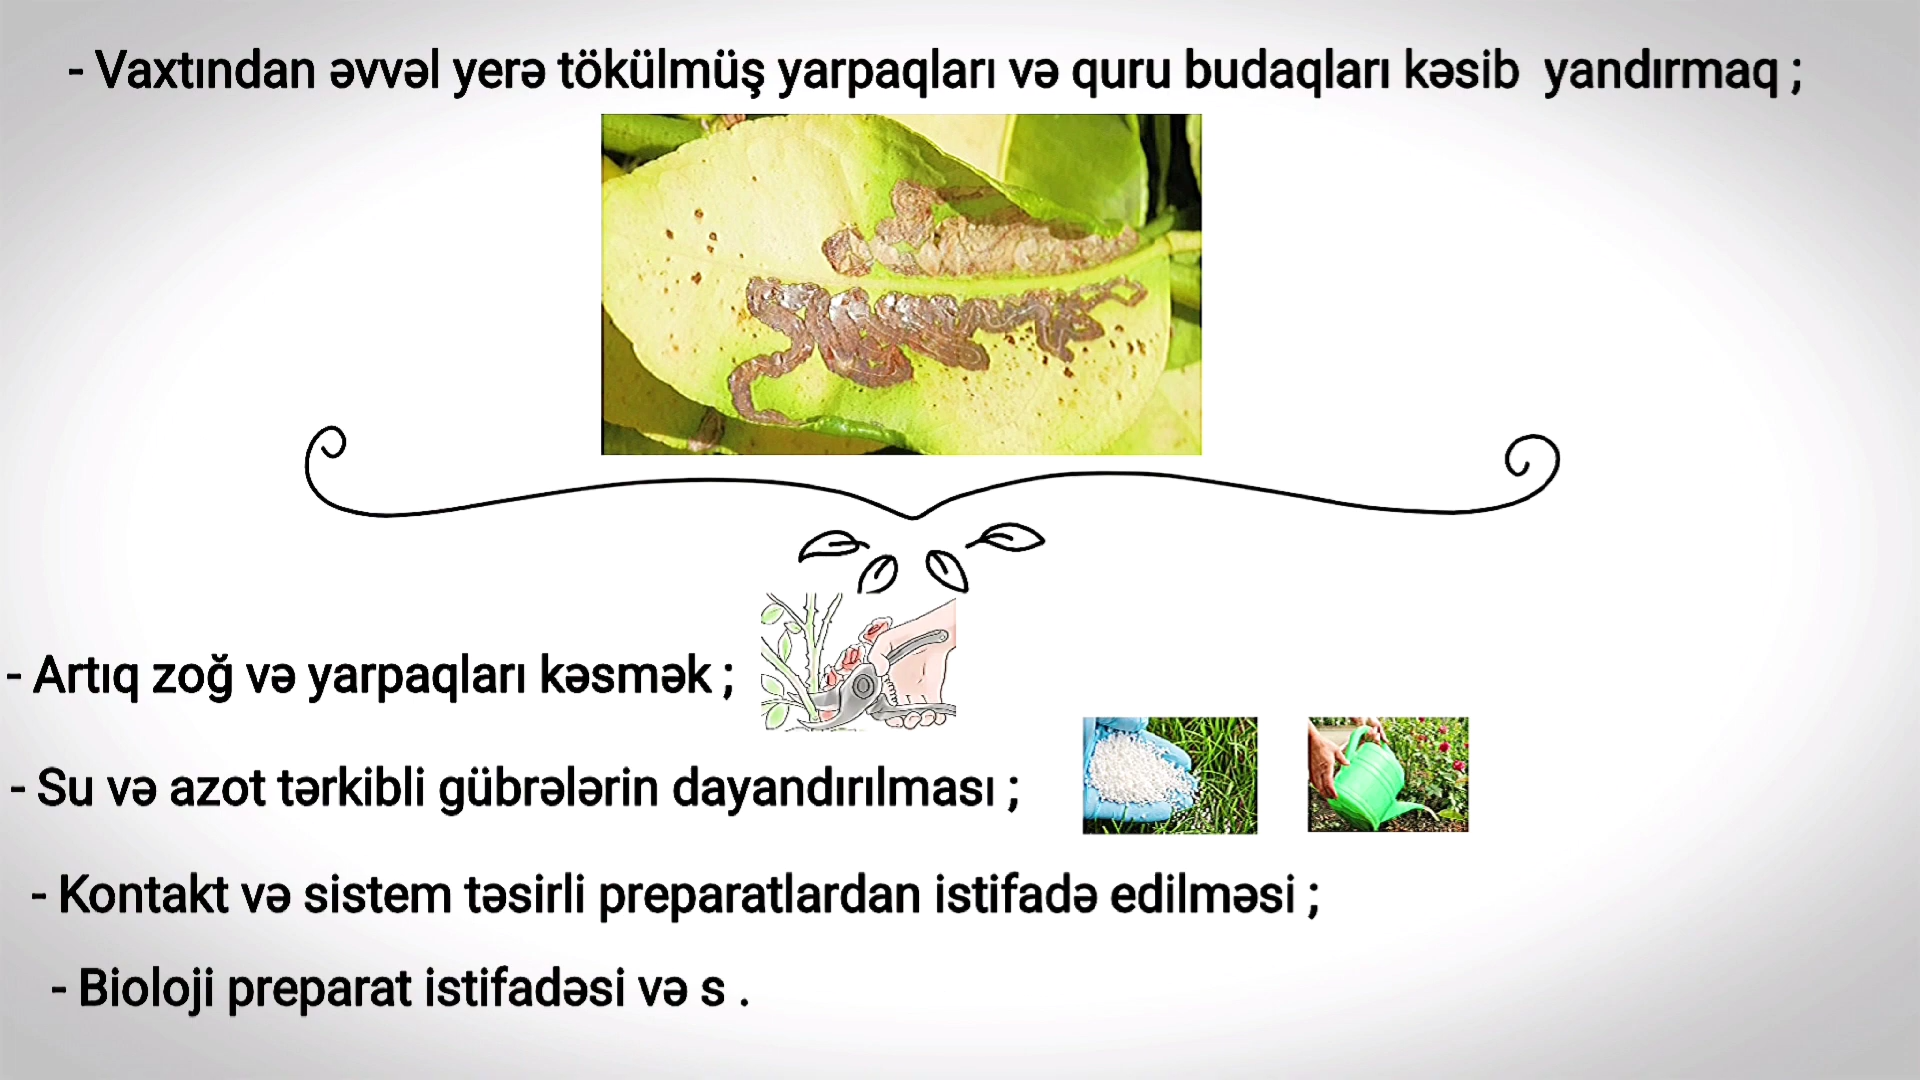 - Vaxtından əvvəl yerə tökülmüş yarpaqları və quru budaqları kəsib yandırmaq ;
- Artıq zoğ və yarpaqları kəsmək ;
- Su və azot tərkibli gübrələrin dayandırılması ;
- Kontakt və sistem təsirli preparatlardan istifadə edilməsi ;
- Bioloji preparat istifadəsi və s .